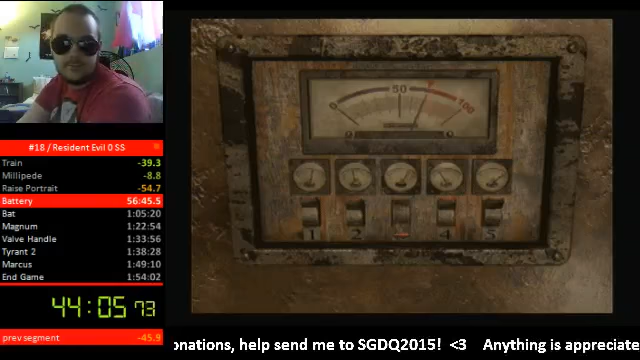 #18 / Resident Evil 0 SS
Train -39.3
Millipede -8.8
Raise Portrait -54.7
Battery 56:45.5
Bat 1:05:20
Magnum 1:22:54
Valve Handle 1:33:56
Tyrant 2 1:38:28
Marcus 1:49:10
End Game 1:54:02
44:05 73
prev segment -45.9
0 50 100
1 2 4 5
onations, help send me to SGDQ2015! <3 Anything is appreciate